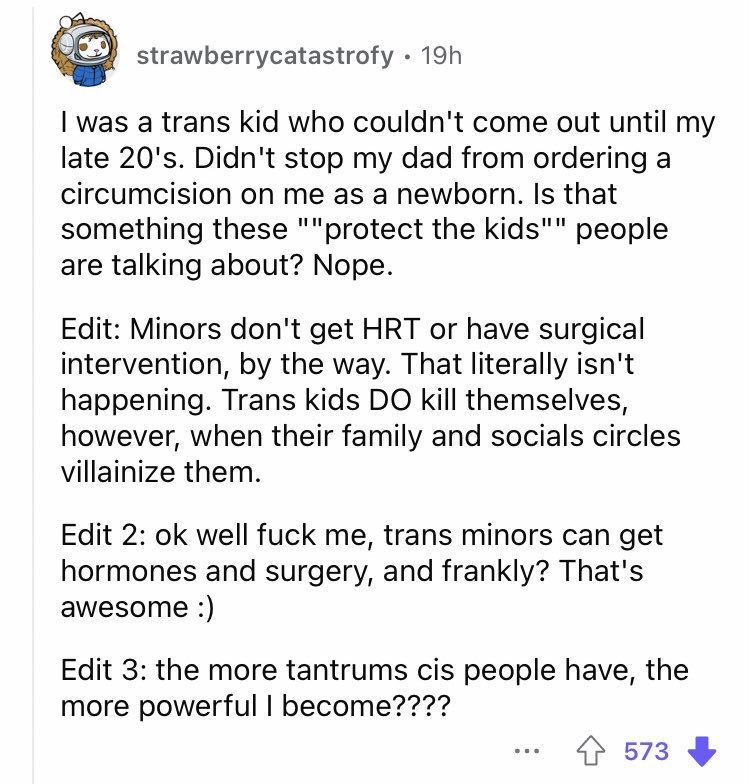 strawberrycatastrofy • 19h
I was a trans kid who couldn't come out until my
late 20's. Didn't stop my dad from ordering a
circumcision on me as a newborn. Is that
something these ""protect the kids"" people
are talking about? Nope.
Edit: Minors don't get HRT or have surgical
intervention, by the way. That literally isn't
happening. Trans kids DO kill themselves,
however, when their family and socials circles
villainize them.
Edit 2: ok well fuck me, trans minors can get
hormones and surgery, and frankly? That's
awesome :)
Edit 3: the more tantrums cis people have, the
more powerful I become????
... 573